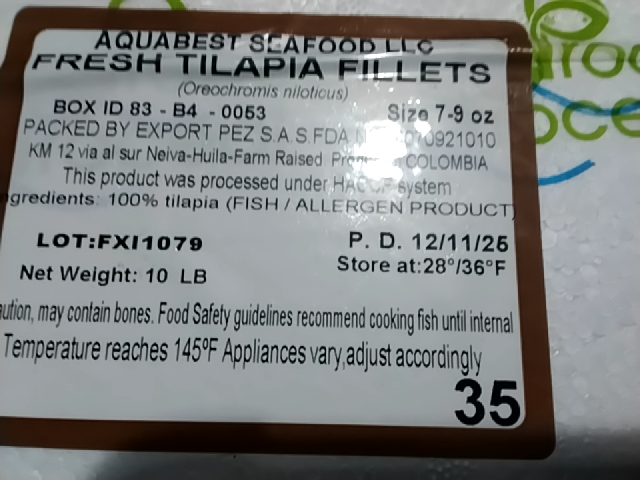 AQUABEST SEAFOOD LLC
FRESH TILAPIA FILLETS
(Oreochromis niloticus)
BOX ID 83 - B4 - 0053 Size 7-9 oz
PACKED BY EXPORT PEZ S.A.S.FDA
KM 12 via al sur Neiva-Huila-Farm Raised COLOMBIA
This product was processed under HACCP system
gredients: 100% tilapia (FISH / ALLERGEN PRODUCT)
LOT:FXI1079 P. D. 12/11/25
Net Weight: 10 LB Store at:28°/36°F
aution, may contain bones. Food Safety guidelines recommend cooking fish until internal
Temperature reaches 145ºF Appliances vary,adjust accordingly
35